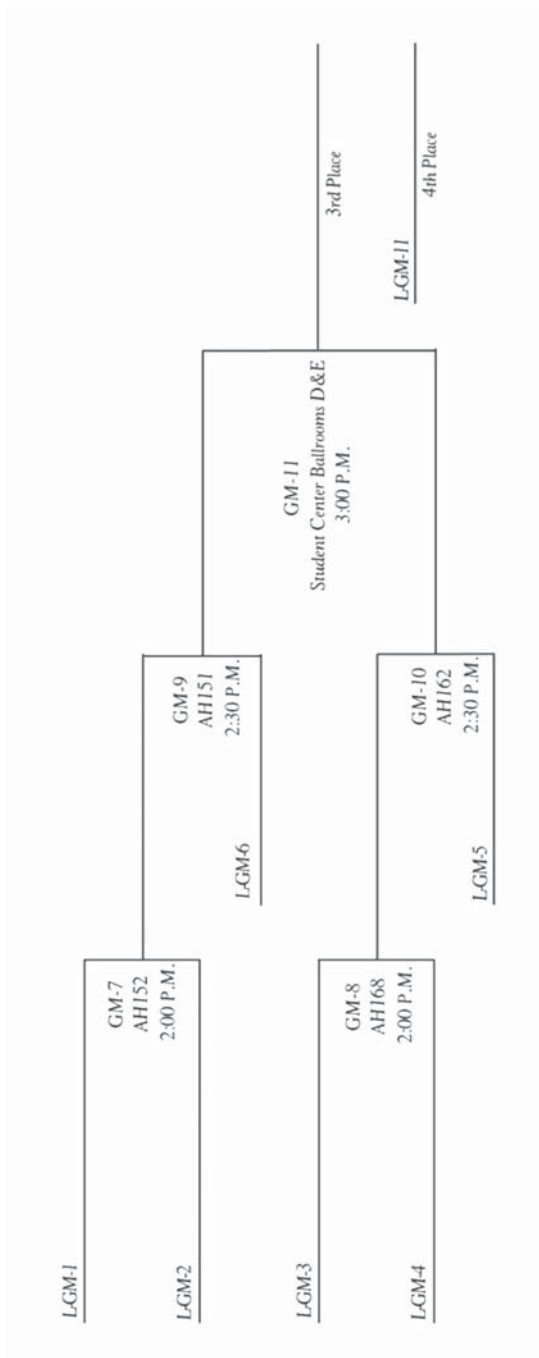 L-GM-1
GM-7
AH152
2:00 P.M.
L-GM-2
GM-9
AH151
2:30 P.M.
L-GM-6
L-GM-3
GM-8
AH168
2:00 P.M.
L-GM-4
GM-10
AH162
2:30 P.M.
L-GM-5
GM-11
Student Center Ballrooms D&E
3:00 P.M.
3rd Place
L-GM-11
4th Place